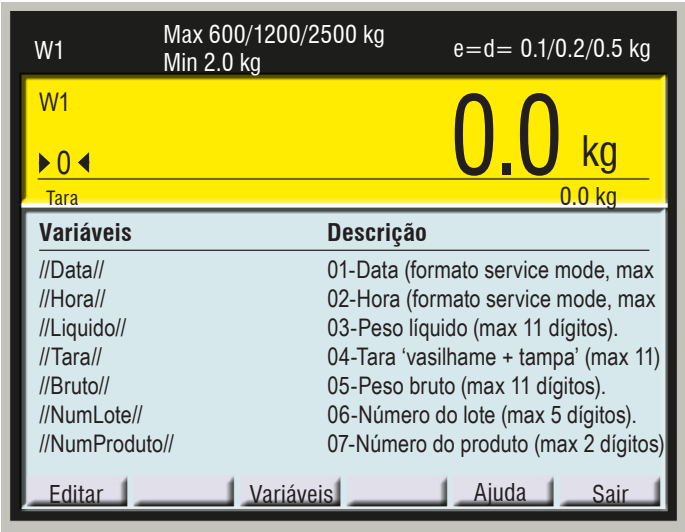 W1 Max 600/1200/2500 kg e=d= 0.1/0.2/0.5 kg
Min 2.0 kg
W1
0.0 kg
0
Tara 0.0 kg
Variáveis Descrição
//Data// 01-Data (formato service mode, max
//Hora// 02-Hora (formato service mode, max
//Liquido// 03-Peso líquido (max 11 dígitos).
//Tara// 04-Tara ‘vasilhame + tampa’ (max 11)
//Bruto// 05-Peso bruto (max 11 dígitos).
//NumLote// 06-Número do lote (max 5 dígitos).
//NumProduto// 07-Número do produto (max 2 dígitos)
Editar Variáveis Ajuda Sair